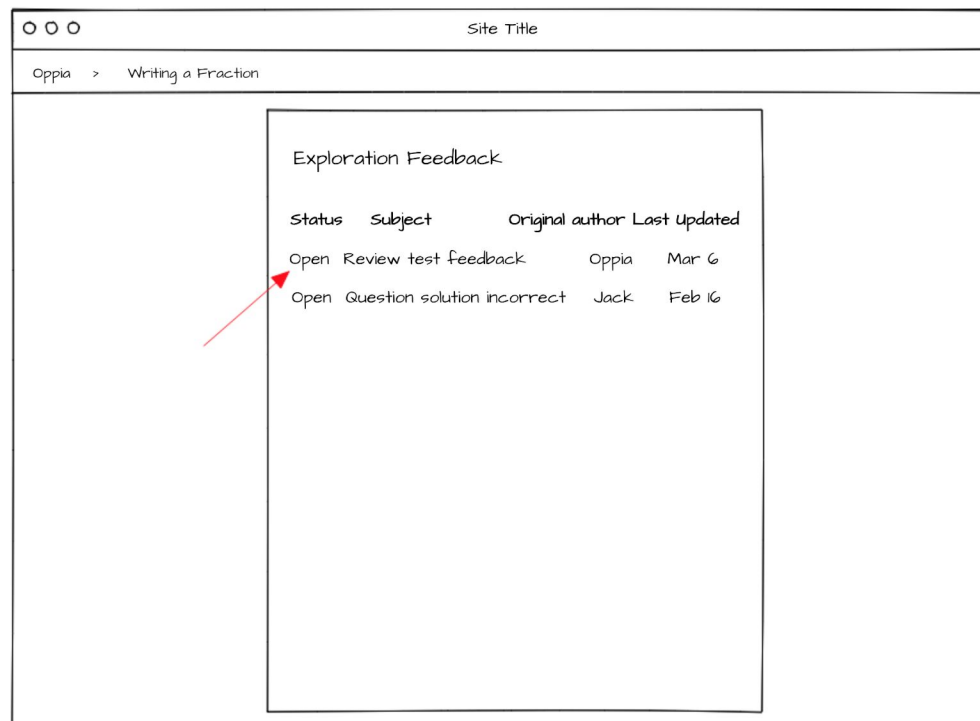 Site Title
Oppia > Writing a Fraction
Exploration Feedback
Status Subject Original author Last Updated
Open Review test feedback Oppia Mar 6
Open Question solution incorrect Jack Feb 16